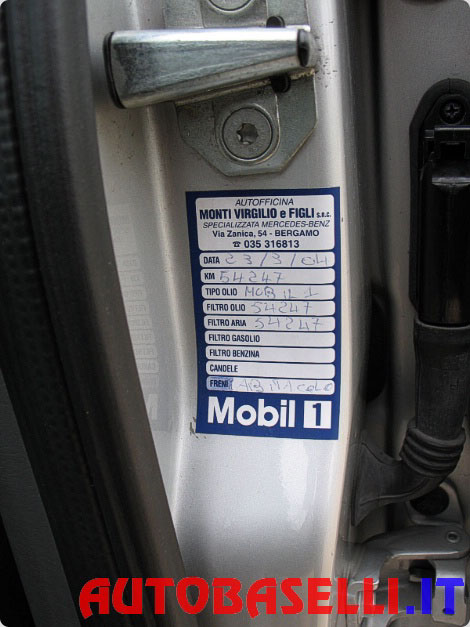 AUTOFFICINA
MONTI VIRGILIO e FIGLI s.n.c.
SPECIALIZZATA MERCEDES-BENZ
Via Zanica, 54 - BERGAMO
☎ 035 316813
DATA 23/3/04
KM 54247
TIPO OLIO MOBIL 1
FILTRO OLIO 54247
FILTRO ARIA 54247
FILTRO GASOLIO
FILTRO BENZINA
CANDELE
FRENI
Mobil 1
AUTOBASELLI.IT